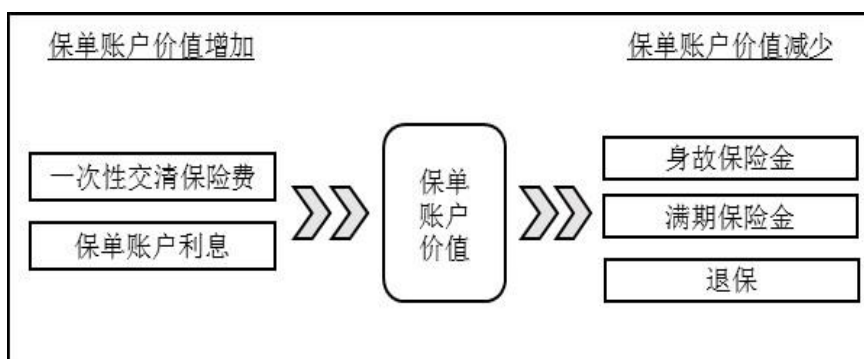 保单账户价值增加
保单账户价值减少
一次性交清保险费
保单账户利息
保单
账户
价值
身故保险金
满期保险金
退保